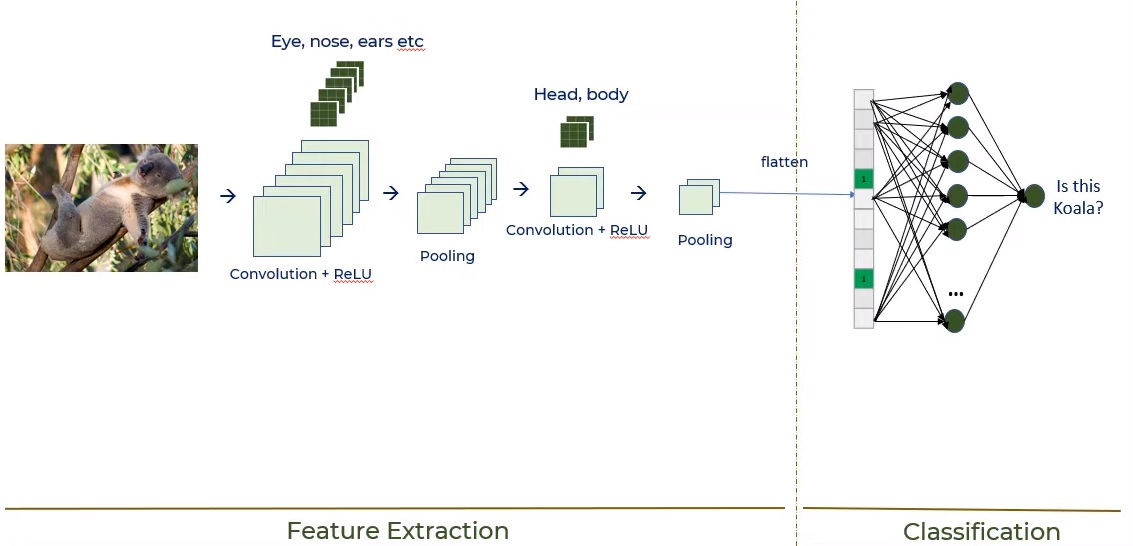 Eye, nose, ears etc
Head, body
flatten
1
1
Is this
Koala?
Convolution + ReLU
Pooling
Convolution + ReLU
Pooling
...
Feature Extraction
Classification